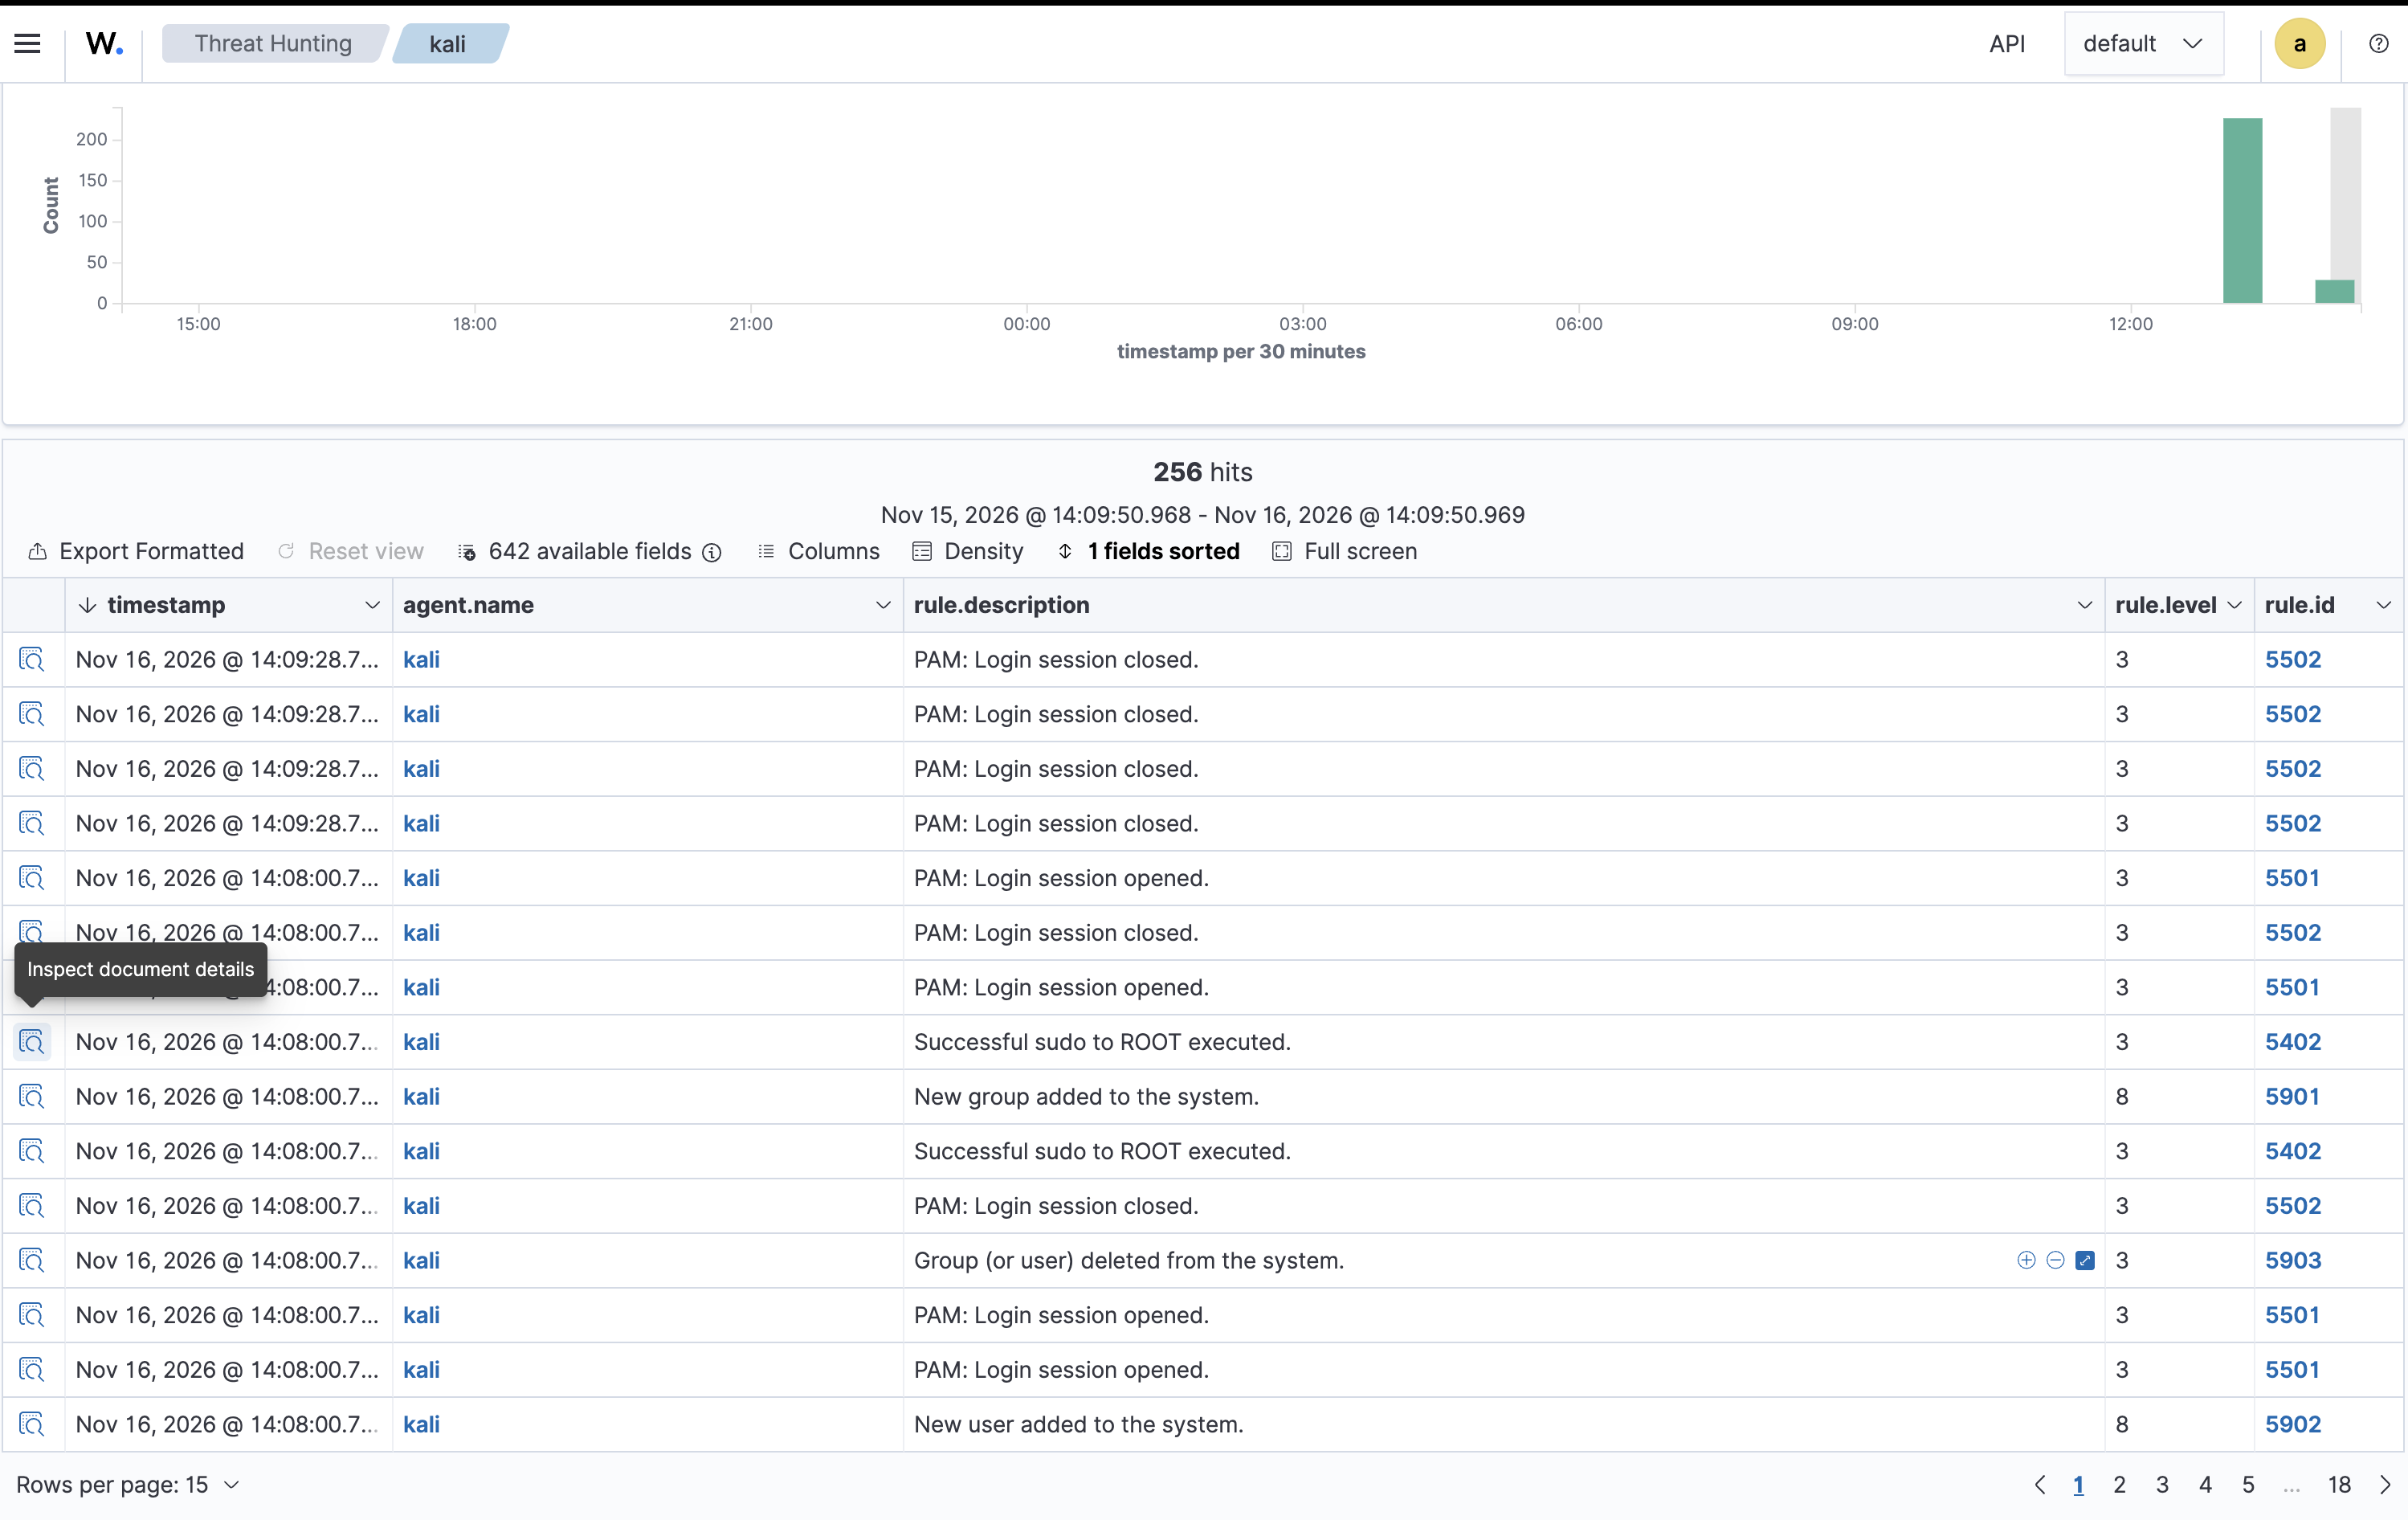 W. Threat Hunting kali API default a
200
150
100
50
0
Count
15:00 18:00 21:00 00:00 03:00 06:00 09:00 12:00
timestamp per 30 minutes
256 hits
Nov 15, 2026 @ 14:09:50.968 - Nov 16, 2026 @ 14:09:50.969
Export Formatted Reset view 642 available fields Columns Density 1 fields sorted Full screen
timestamp agent.name rule.description rule.level rule.id
Nov 16, 2026 @ 14:09:28.7... kali PAM: Login session closed. 3 5502
Nov 16, 2026 @ 14:09:28.7... kali PAM: Login session closed. 3 5502
Nov 16, 2026 @ 14:09:28.7... kali PAM: Login session closed. 3 5502
Nov 16, 2026 @ 14:09:28.7... kali PAM: Login session closed. 3 5502
Nov 16, 2026 @ 14:08:00.7... kali PAM: Login session opened. 3 5501
Nov 16, 2026 @ 14:08:00.7... kali PAM: Login session closed. 3 5502
Inspect document details
4:08:00.7... kali PAM: Login session opened. 3 5501
Nov 16, 2026 @ 14:08:00.7... kali Successful sudo to ROOT executed. 3 5402
Nov 16, 2026 @ 14:08:00.7... kali New group added to the system. 8 5901
Nov 16, 2026 @ 14:08:00.7... kali Successful sudo to ROOT executed. 3 5402
Nov 16, 2026 @ 14:08:00.7... kali PAM: Login session closed. 3 5502
Nov 16, 2026 @ 14:08:00.7... kali Group (or user) deleted from the system. 3 5903
Nov 16, 2026 @ 14:08:00.7... kali PAM: Login session opened. 3 5501
Nov 16, 2026 @ 14:08:00.7... kali PAM: Login session opened. 3 5501
Nov 16, 2026 @ 14:08:00.7... kali New user added to the system. 8 5902
Rows per page: 15 1 2 3 4 5 ... 18